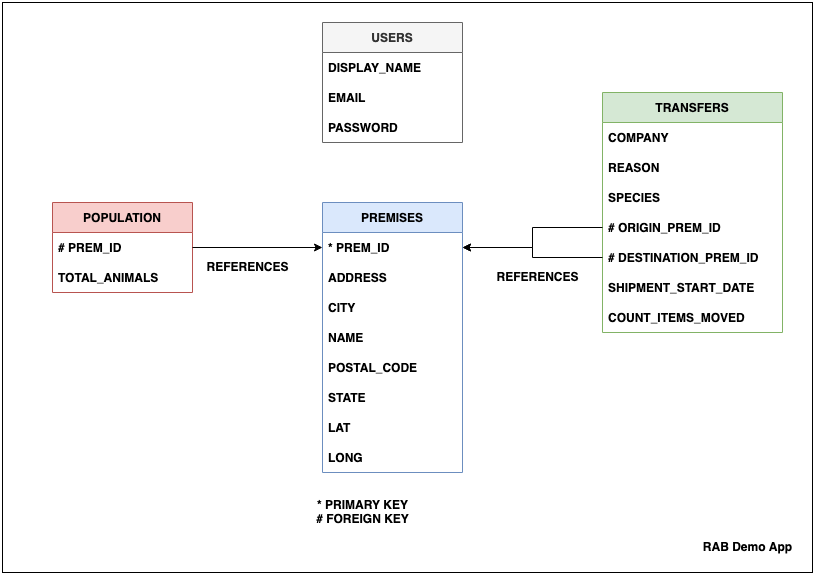 USERS
DISPLAY_NAME
EMAIL
PASSWORD
TRANSFERS
COMPANY
REASON
SPECIES
# ORIGIN_PREM_ID
# DESTINATION_PREM_ID
SHIPMENT_START_DATE
COUNT_ITEMS_MOVED
POPULATION
# PREM_ID
TOTAL_ANIMALS
REFERENCES
PREMISES
* PREM_ID
ADDRESS
CITY
NAME
POSTAL_CODE
STATE
LAT
LONG
REFERENCES
* PRIMARY KEY
# FOREIGN KEY
RAB Demo App